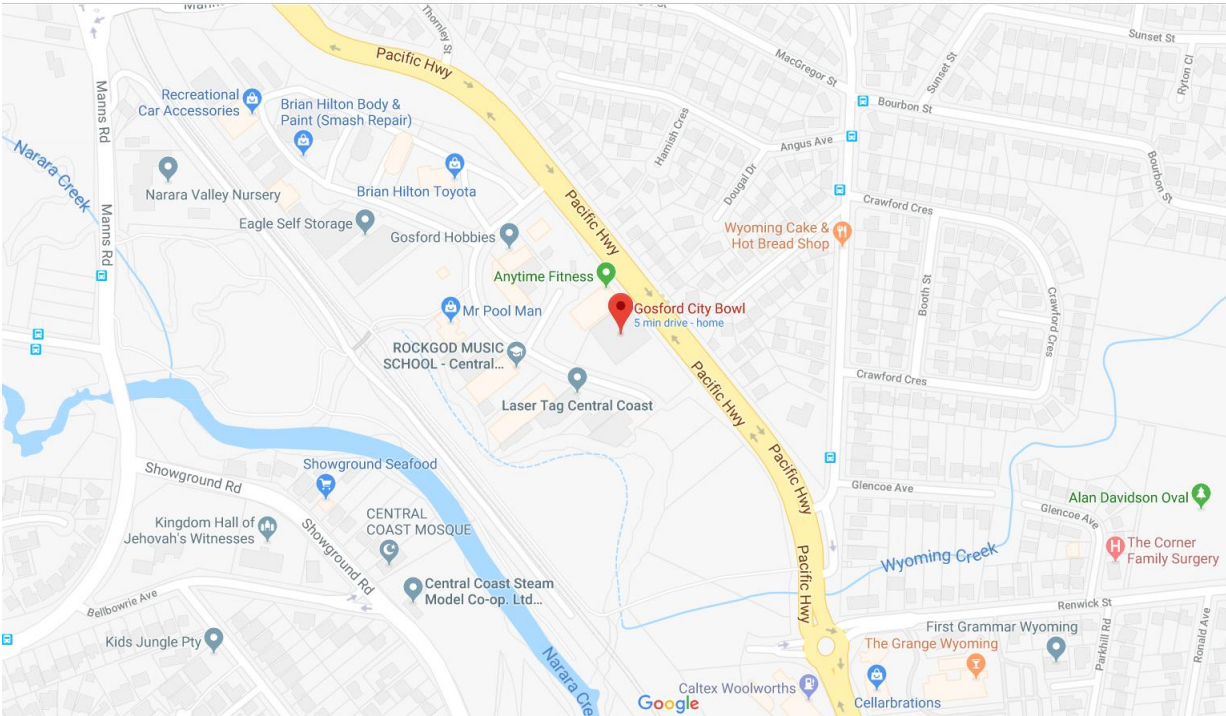 Thornley St
Sunset St
Pacific Hwy
MacGregor St
Sunset St
Ryton Cl
Manns Rd
Recreational
Car Accessories
Brian Hilton Body &
Paint (Smash Repair)
Bourbon St
Hamish Cres
Angus Ave
Narara Creek
Narara Valley Nursery
Brian Hilton Toyota
Dougal Dr
Bourbon St
Manns Rd
Eagle Self Storage
Gosford Hobbies
Pacific Hwy
Wyoming Cake &
Hot Bread Shop
Crawford Cres
Anytime Fitness
Booth St
Crawford Cres
Mr Pool Man
Gosford City Bowl
5 min drive - home
ROCKGOD MUSIC
SCHOOL - Central...
Laser Tag Central Coast
Pacific Hwy
Crawford Cres
Showground Rd
Showground Seafood
Pacific Hwy
Glencoe Ave
Alan Davidson Oval
Glencoe Ave
Kingdom Hall of
Jehovah's Witnesses
CENTRAL
COAST MOSQUE
Showground Rd
Wyoming Creek
H
The Corner
Family Surgery
Central Coast Steam
Model Co-op. Ltd...
Pacific Hwy
Bellbowrie Ave
Renwick St
Kids Jungle Pty
First Grammar Wyoming
The Grange Wyoming
Parkhill Rd
Ronald Ave
Narara Cre
Caltex Woolworths
Cellarbrations
Google